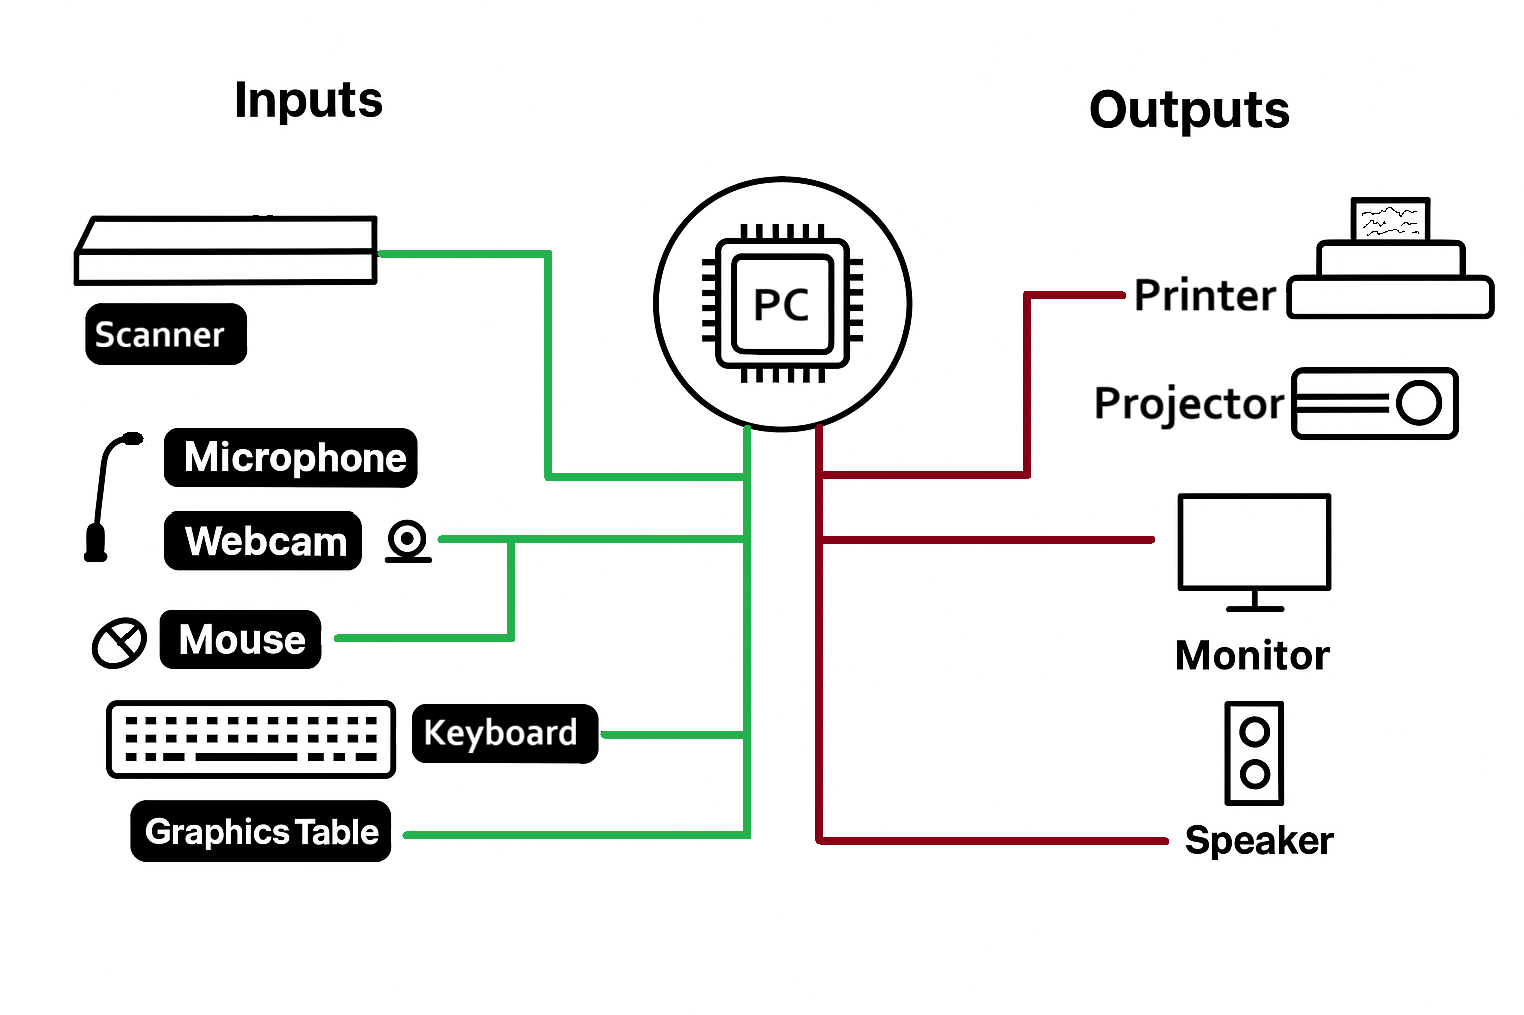 Inputs
Outputs
PC
Scanner
Microphone
Webcam
Mouse
Keyboard
Graphics Table
Printer
Projector
Monitor
Speaker